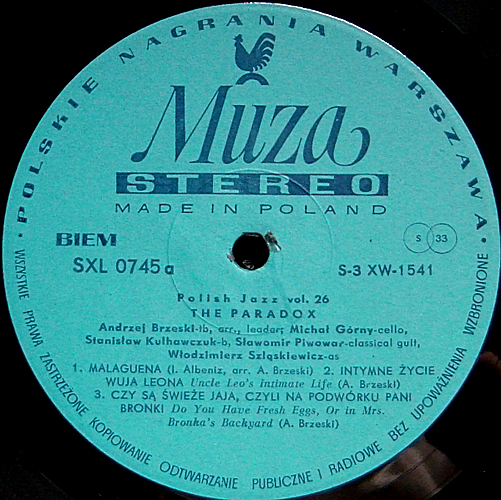 • POLSKIE NAGRANIA WARSZAWA •
Muza
STEREO
MADE IN POLAND
BIEM
S 33
SXL 0745 a
S-3 XW-1541
Polish Jazz vol. 26
THE PARADOX
Andrzej Brzeski-tb, arr., leader; Michał Górny-cello,
Stanisław Kulhawczuk-b, Sławomir Piwowar-classical guit,
Włodzimierz Szląskiewicz-as
1. MALAGUENA (I. Albeniz, arr. A. Brzeski) 2. INTYMNE ŻYCIE
WUJA LEONA Uncle Leo's Intimate Life (A. Brzeski)
3. CZY SĄ ŚWIEŻE JAJA, CZYLI NA PODWÓRKU PANI
BRONKI Do You Have Fresh Eggs, Or in Mrs.
Bronka's Backyard (A. Brzeski)
WSZYSTKIE PRAWA ZASTRZEŻONE KOPIOWANIE ODTWARZANIE PUBLICZNE I RADIOWE BEZ UPOWAŻNIENIA WZBRONIONE